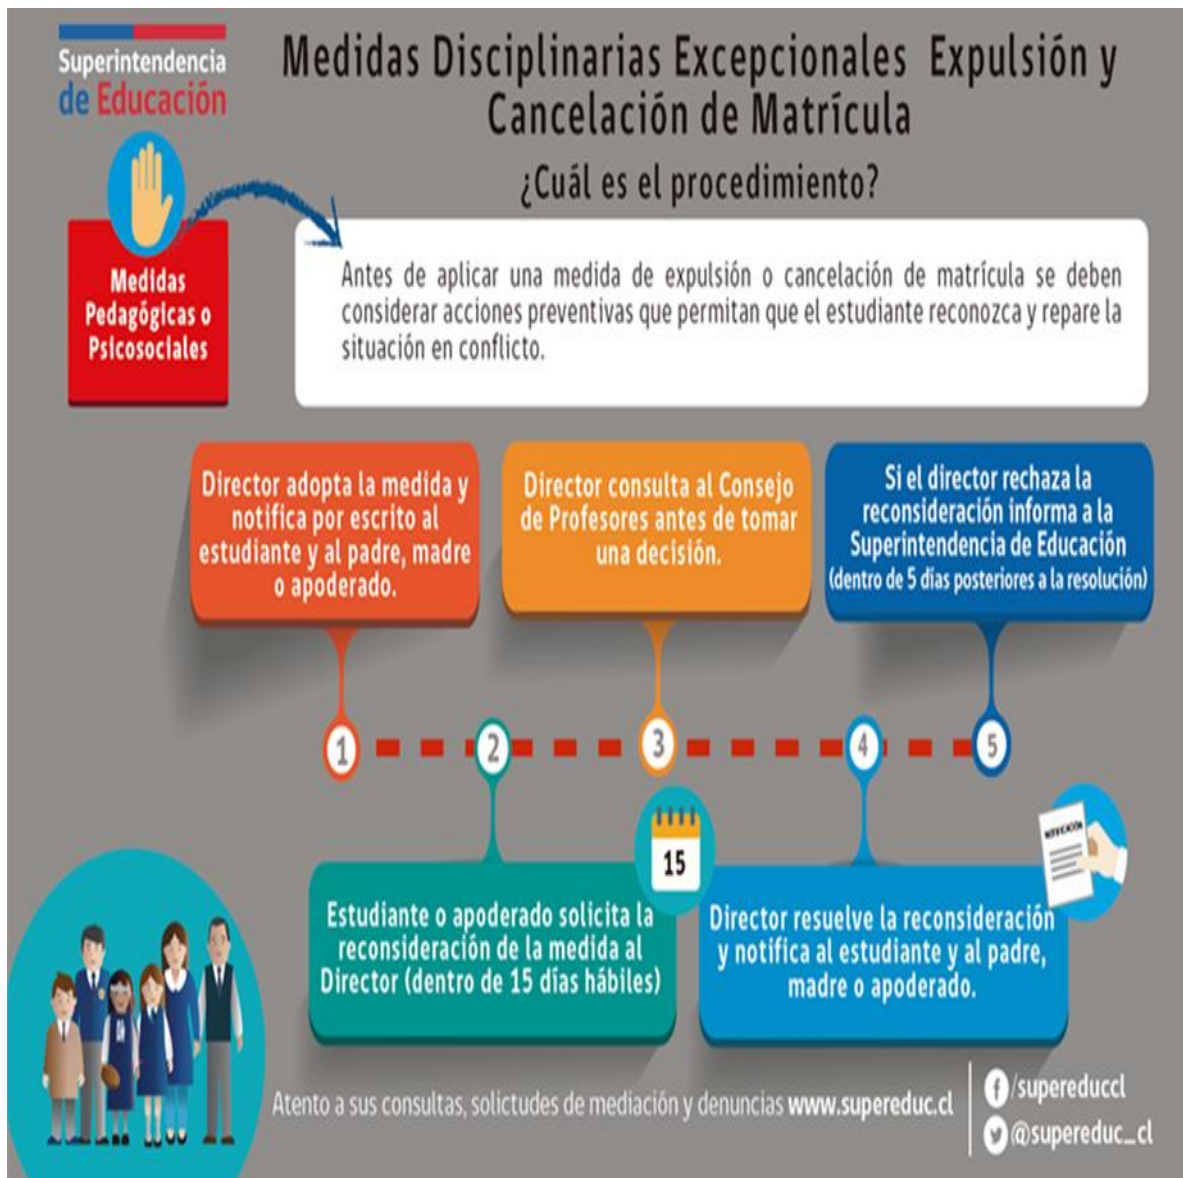 Superintendencia
de Educación
Medidas Disciplinarias Excepcionales Expulsión y
Cancelación de Matrícula
¿Cuál es el procedimiento?
Medidas
Pedagógicas o
Psicosociales
Antes de aplicar una medida de expulsión o cancelación de matrícula se deben
considerar acciones preventivas que permitan que el estudiante reconozca y repare la
situación en conflicto.
Director adopta la medida y
notifica por escrito al
estudiante y al padre, madre
o apoderado.
Director consulta al Consejo
de Profesores antes de tomar
una decisión.
Si el director rechaza la
reconsideración informa a la
Superintendencia de Educación
(dentro de 5 días posteriores a la resolución)
1
2
3
4
5
15
NOTIFICACIÓN
Estudiante o apoderado solicita la
reconsideración de la medida al
Director (dentro de 15 días hábiles)
Director resuelve la reconsideración
y notifica al estudiante y al padre,
madre o apoderado.
Atento a sus consultas, solictudes de mediación y denuncias www.supereduc.cl
/supereduccl
@supereduc_cl